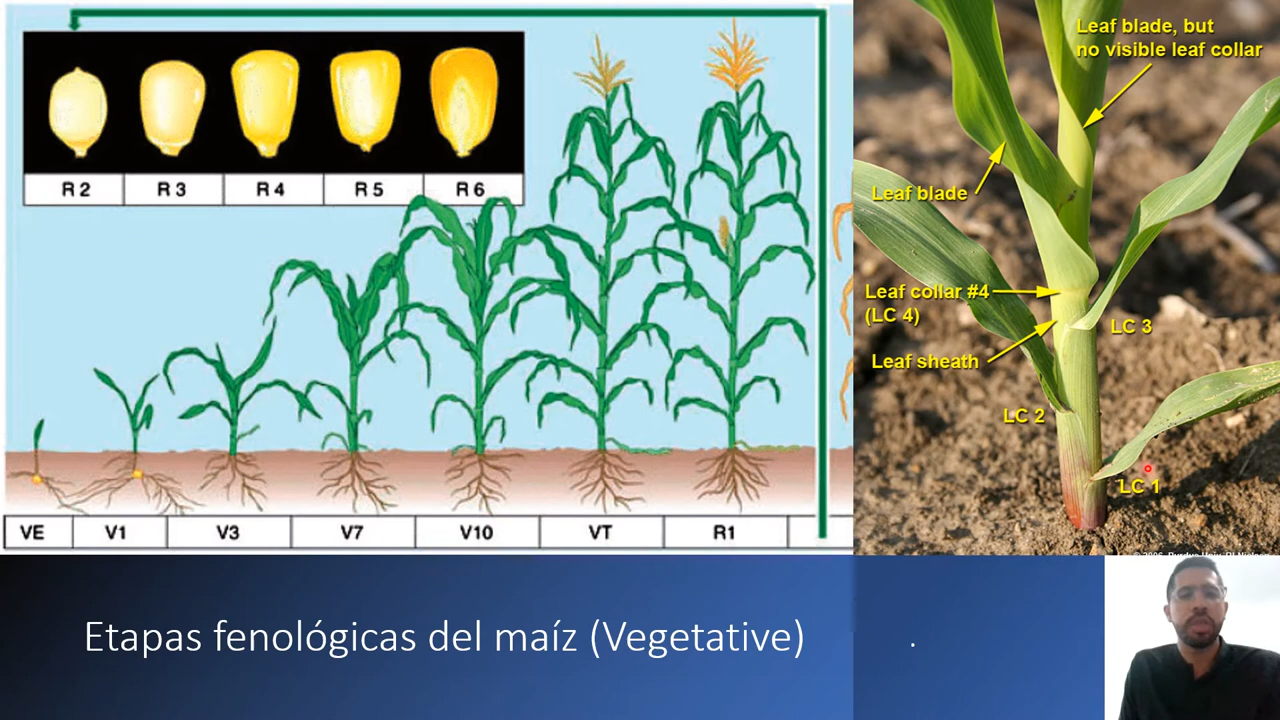 R 2 R 3 R 4 R 5 R 6
VE V1 V3 V7 V10 VT R1
Leaf blade, but
no visible leaf collar
Leaf blade
Leaf collar #4
(LC 4)
LC 3
Leaf sheath
LC 2
LC 1
Etapas fenológicas del maíz (Vegetative)
.